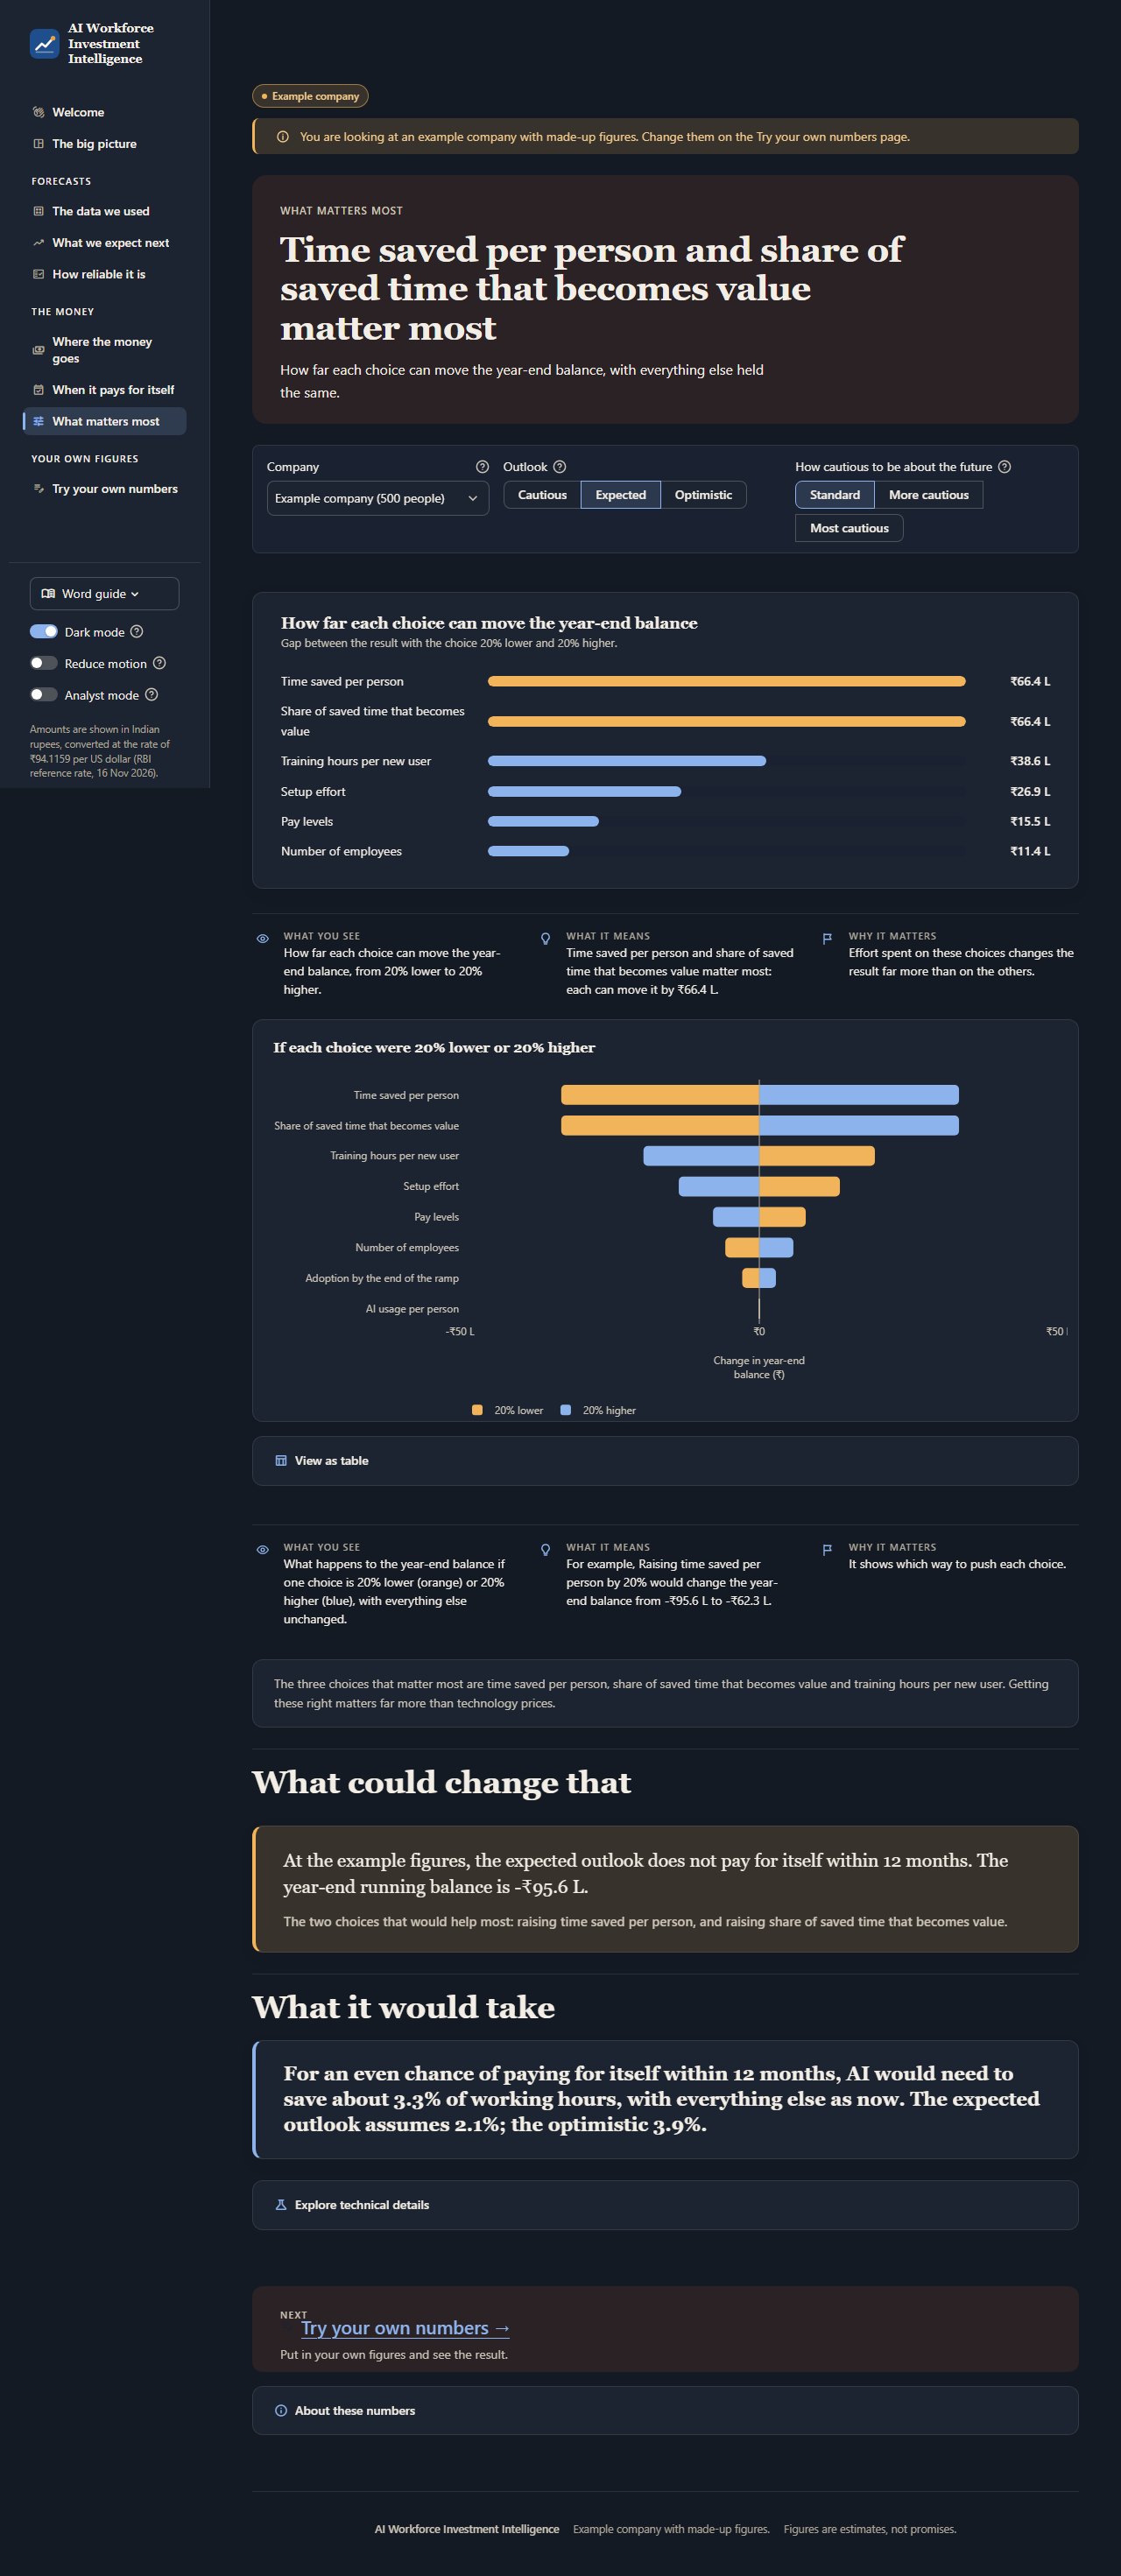 AI Workforce
Investment
Intelligence
Welcome
The big picture
FORECASTS
The data we used
What we expect next
How reliable it is
THE MONEY
Where the money
goes
When it pays for itself
What matters most
YOUR OWN FIGURES
Try your own numbers
Word guide
Dark mode
Reduce motion
Analyst mode
Amounts are shown in Indian
rupees, converted at the rate of
₹94.1159 per US dollar (RBI
reference rate, 16 Nov 2026).
Example company
You are looking at an example company with made-up figures. Change them on the Try your own numbers page.
WHAT MATTERS MOST
Time saved per person and share of
saved time that becomes value
matter most
How far each choice can move the year-end balance, with everything else held
the same.
Company
Example company (500 people)
Outlook
Cautious Expected Optimistic
How cautious to be about the future
Standard More cautious
Most cautious
How far each choice can move the year-end balance
Gap between the result with the choice 20% lower and 20% higher.
Time saved per person ₹66.4 L
Share of saved time that becomes
value ₹66.4 L
Training hours per new user ₹38.6 L
Setup effort ₹26.9 L
Pay levels ₹15.5 L
Number of employees ₹11.4 L
WHAT YOU SEE
How far each choice can move the year-
end balance, from 20% lower to 20%
higher.
WHAT IT MEANS
Time saved per person and share of saved
time that becomes value matter most:
each can move it by ₹66.4 L.
WHY IT MATTERS
Effort spent on these choices changes the
result far more than on the others.
If each choice were 20% lower or 20% higher
Time saved per person
Share of saved time that becomes value
Training hours per new user
Setup effort
Pay levels
Number of employees
Adoption by the end of the ramp
AI usage per person
-₹50 L ₹0 ₹50
Change in year-end
balance (₹)
20% lower 20% higher
View as table
WHAT YOU SEE
What happens to the year-end balance if
one choice is 20% lower (orange) or 20%
higher (blue), with everything else
unchanged.
WHAT IT MEANS
For example, Raising time saved per
person by 20% would change the year-
end balance from -₹95.6 L to -₹62.3 L.
WHY IT MATTERS
It shows which way to push each choice.
The three choices that matter most are time saved per person, share of saved time that becomes value and training hours per new user. Getting
these right matters far more than technology prices.
What could change that
At the example figures, the expected outlook does not pay for itself within 12 months. The
year-end running balance is -₹95.6 L.
The two choices that would help most: raising time saved per person, and raising share of saved time that becomes value.
What it would take
For an even chance of paying for itself within 12 months, AI would need to
save about 3.3% of working hours, with everything else as now. The expected
outlook assumes 2.1%; the optimistic 3.9%.
Explore technical details
NEXT
Try your own numbers →
Put in your own figures and see the result.
About these numbers
AI Workforce Investment Intelligence Example company with made-up figures. Figures are estimates, not promises.